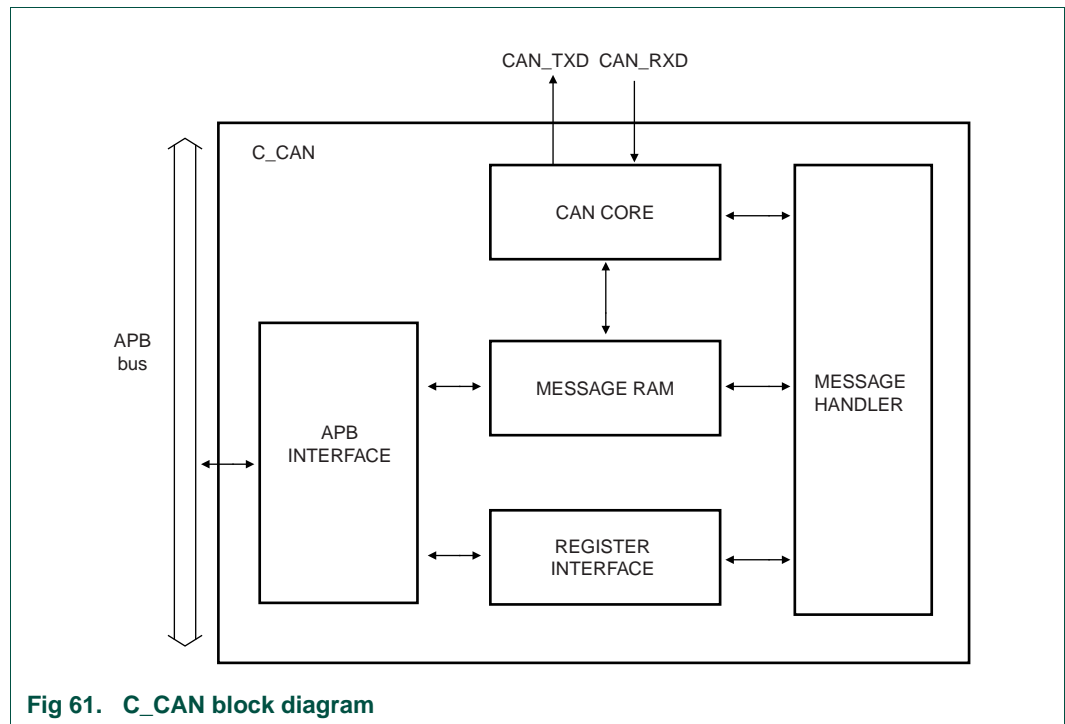 CAN_TXD CAN_RXD
C_CAN
CAN CORE
APB
bus
MESSAGE RAM
MESSAGE
HANDLER
APB
INTERFACE
REGISTER
INTERFACE
Fig 61. C_CAN block diagram